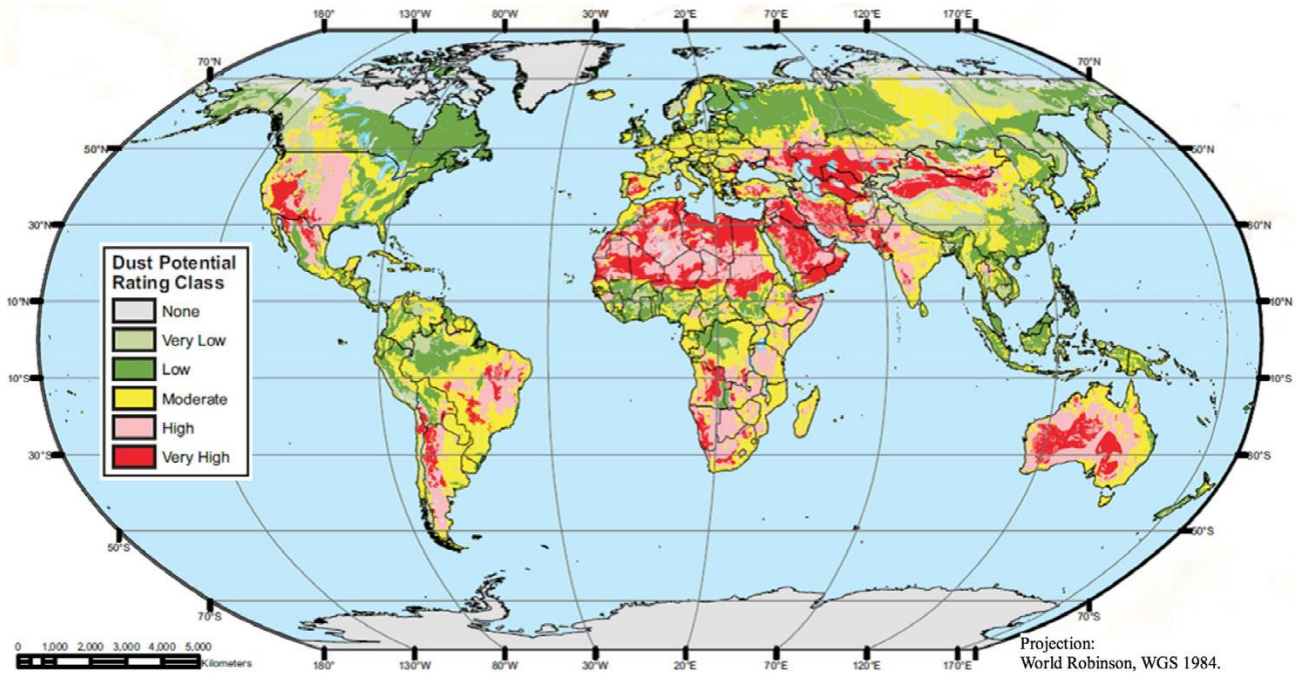 180°
130°W
80°W
30°W
20°E
70°E
120°E
170°E
70°N
70°N
50°N
50°N
30°N
30°N
Dust Potential
Rating Class
None
Very Low
Low
Moderate
High
Very High
10°N
10°N
10°S
10°S
30°S
30°S
50°S
50°S
70°S
70°S
0 1,000 2,000 3,000 4,000 5,000
Kilometers
180°
130°W
80°W
30°W
20°E
70°E
120°E
170°E
Projection:
World Robinson, WGS 1984.